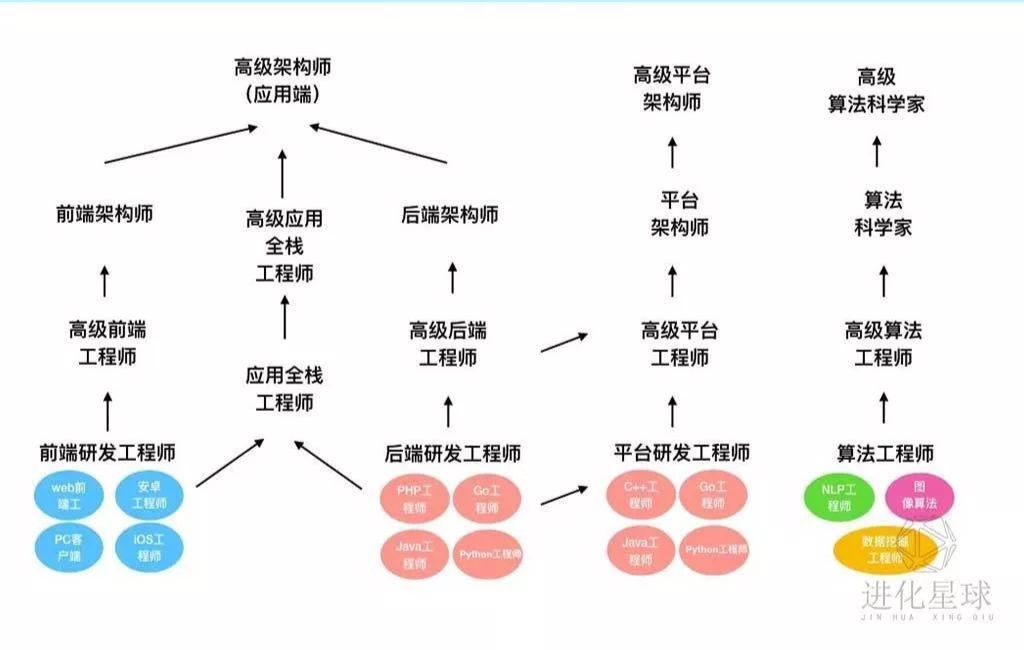 高级架构师
（应用端）
高级平台
架构师
高级
算法科学家
前端架构师
高级应用
全栈
工程师
后端架构师
平台
架构师
算法
科学家
高级前端
工程师
应用全栈
工程师
高级后端
工程师
高级平台
工程师
高级算法
工程师
前端研发工程师
web前
端工
安卓
工程师
PC客
户端
iOS工
程师
后端研发工程师
PHP工
程师
Go工
程师
Java工
程师
Python工程师
平台研发工程师
C++工
程师
Go工
程师
Java工
程师
Python工程师
算法工程师
NLP工
程师
图
像算法
数据挖掘
工程师
进化星球
JIN HUA XING QIU